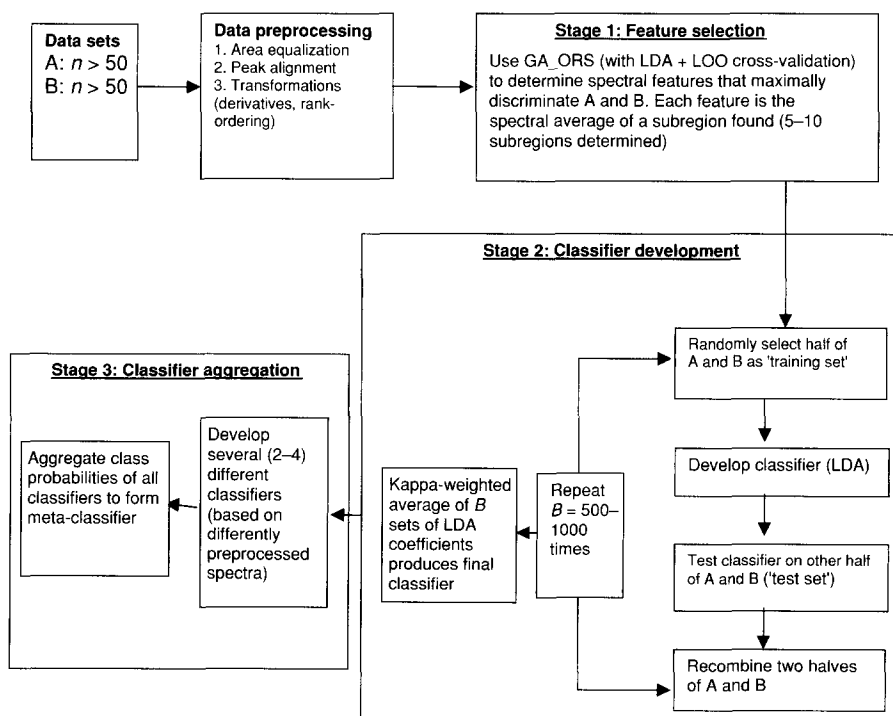 Data sets
A: n > 50
B: n > 50
Data preprocessing
1. Area equalization
2. Peak alignment
3. Transformations
(derivatives, rank-
ordering)
Stage 1: Feature selection
Use GA_ORS (with LDA + LOO cross-validation)
to determine spectral features that maximally
discriminate A and B. Each feature is the
spectral average of a subregion found (5–10
subregions determined)
Stage 2: Classifier development
Randomly select half of
A and B as 'training set'
Develop classifier (LDA)
Test classifier on other half
of A and B ('test set')
Recombine two halves
of A and B
Repeat
B = 500–
1000
times
Kappa-weighted
average of B
sets of LDA
coefficients
produces final
classifier
Stage 3: Classifier aggregation
Develop
several (2–4)
different
classifiers
(based on
differently
preprocessed
spectra)
Aggregate class
probabilities of all
classifiers to form
meta-classifier